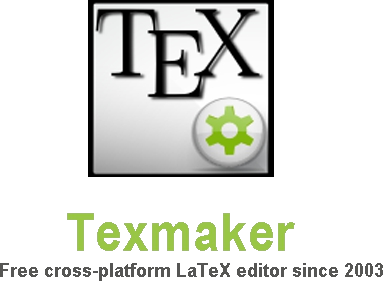 TEX
Texmaker
Free cross-platform LaTeX editor since 2003